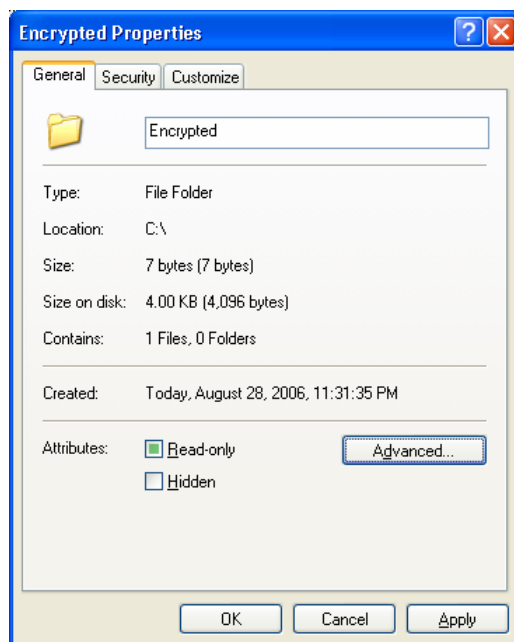 Encrypted Properties
General Security Customize
Encrypted
Type: File Folder
Location: C:\
Size: 7 bytes (7 bytes)
Size on disk: 4.00 KB (4,096 bytes)
Contains: 1 Files, 0 Folders
Created: Today, August 28, 2006, 11:31:35 PM
Attributes: Read-only Advanced...
Hidden
OK Cancel Apply